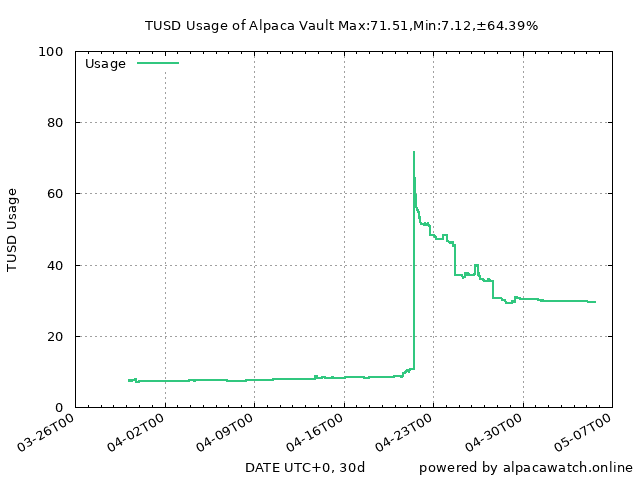 TUSD Usage of Alpaca Vault Max:71.51,Min:7.12,±64.39%
Usage
TUSD Usage
100
80
60
40
20
0
03-26T00 04-02T00 04-09T00 04-16T00 04-23T00 04-30T00 05-07T00
DATE UTC+0, 30d
powered by alpacawatch.online